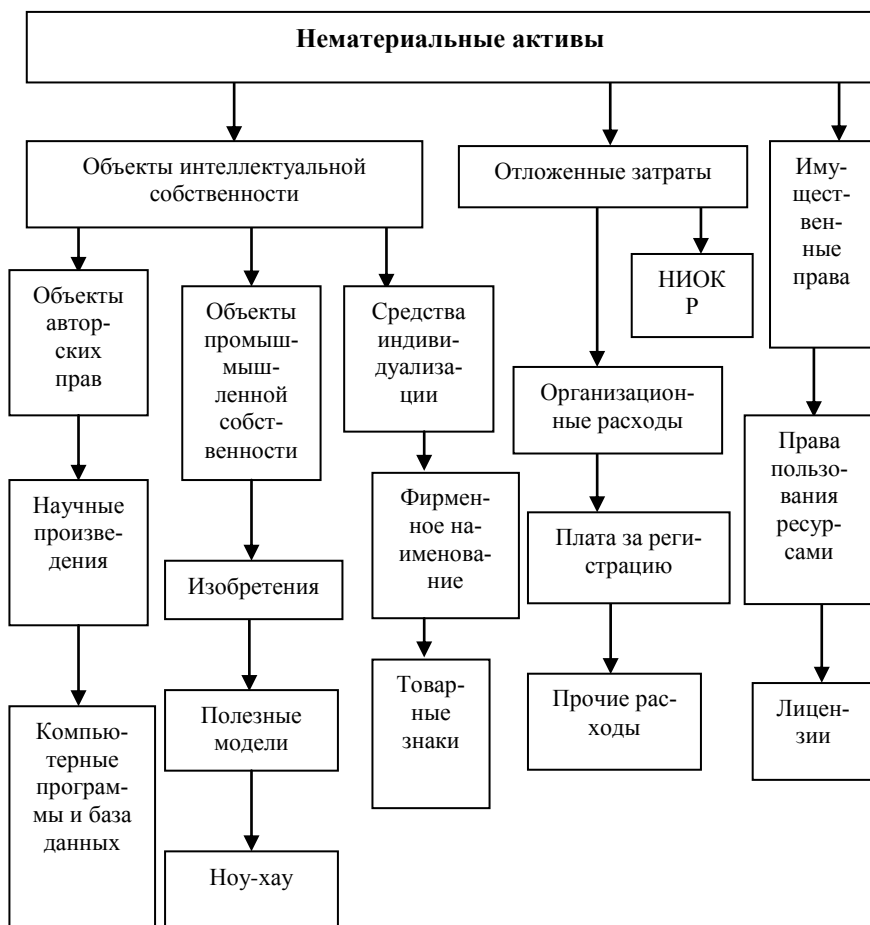 Нематериальные активы
Объекты интеллектуальной
собственности
Отложенные затраты
Иму-
щест-
вен-
ные
права
Объекты
автор-
ских
прав
Объекты
промыш-
мыш-
ленной
собст-
венности
Средства
индиви-
дуализа-
ции
НИОК
Р
Организацион-
ные расходы
Права
пользо-
вания
ресур-
сами
Научные
произве-
дения
Изобретения
Фирмен-
ное на-
именова-
ние
Плата за реги-
страцию
Компью-
терные
програм-
мы и база
данных
Полезные
модели
Товар-
ные
знаки
Прочие рас-
ходы
Лицен-
зии
Ноу-хау